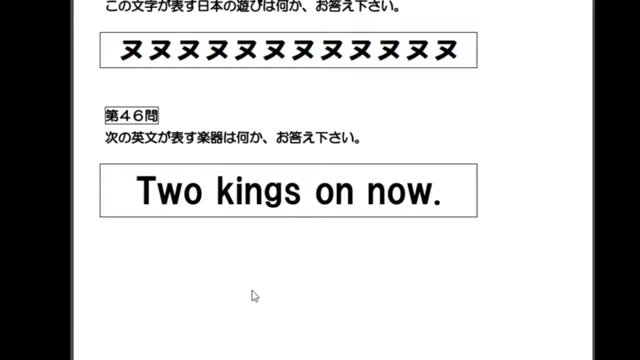 この文字が表す日本の遊びは何か、お答え下さい。
ヌヌヌヌヌヌヌヌヌヌヌヌ
第４６問
次の英文が表す楽器は何か、お答え下さい。
Two kings on now.